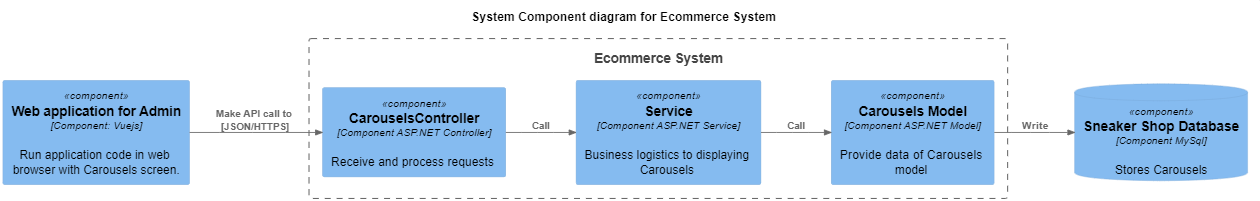 System Component diagram for Ecommerce System
Ecommerce System
«component»
Web application for Admin
[Component: Vuejs]
Run application code in web
browser with Carousels screen.
Make API call to
[JSON/HTTPS]
«component»
CarouselsController
[Component ASP.NET Controller]
Receive and process requests
Call
«component»
Service
[Component ASP.NET Service]
Business logistics to displaying
Carousels
Call
«component»
Carousels Model
[Component ASP.NET Model]
Provide data of Carousels
model
Write
«component»
Sneaker Shop Database
[Component MySql]
Stores Carousels